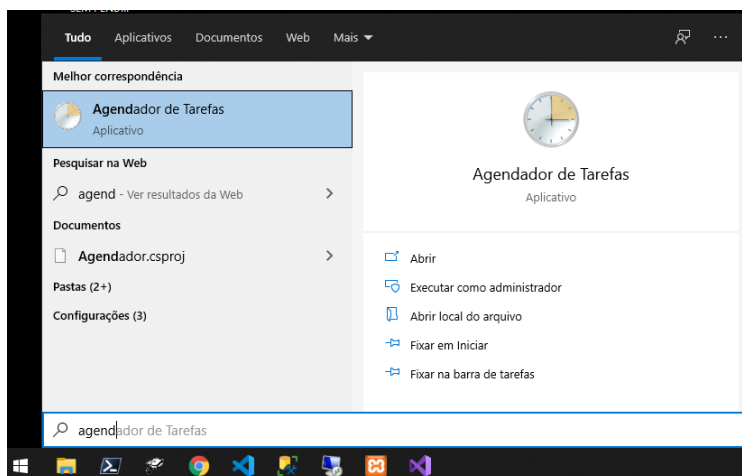 Tudo Aplicativos Documentos Web Mais
Melhor correspondência
Agendador de Tarefas
Aplicativo
Pesquisar na Web
agend - Ver resultados da Web
Documentos
Agendador.csproj
Pastas (2+)
Configurações (3)
Agendador de Tarefas
Aplicativo
Abrir
Executar como administrador
Abrir local do arquivo
Fixar em Iniciar
Fixar na barra de tarefas
agendador de Tarefas